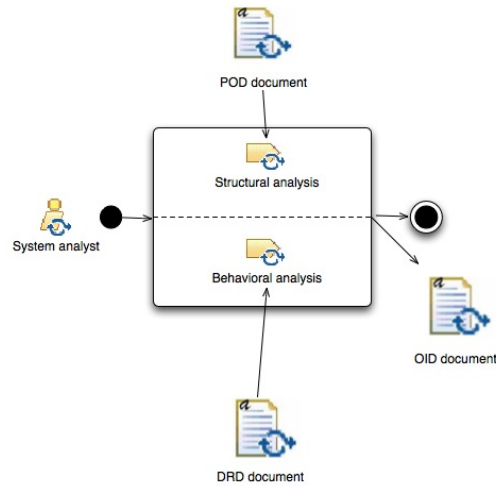 a
POD document
Structural analysis
System analyst
Behavioral analysis
a
OID document
a
DRD document